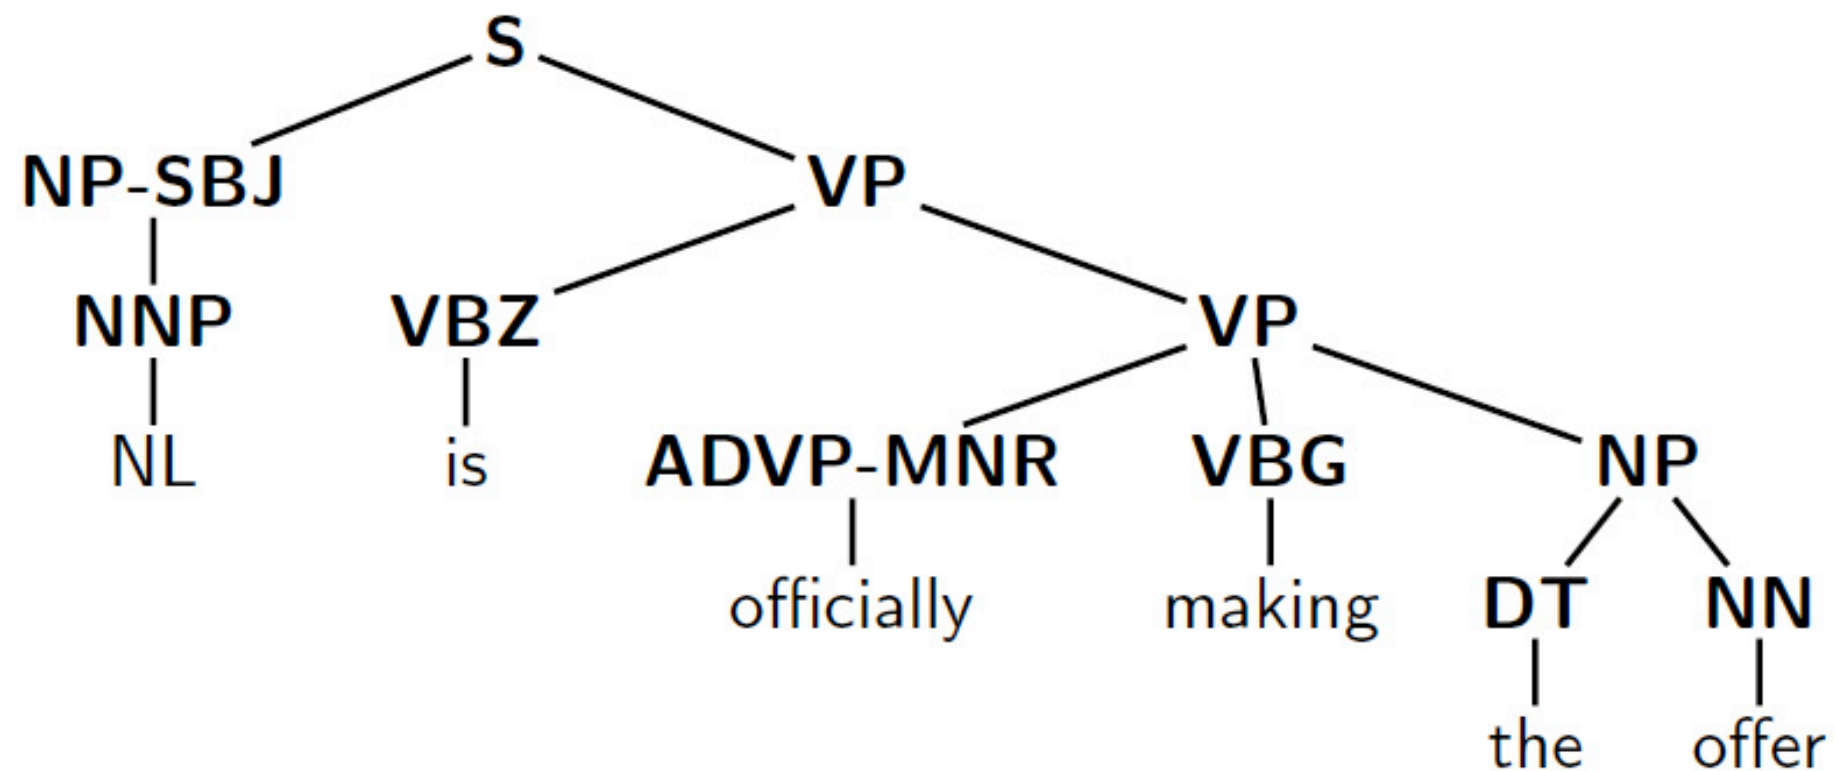 S
NP-SBJ VP
NNP VBZ VP
NL is ADVP-MNR VBG NP
officially making DT NN
the offer